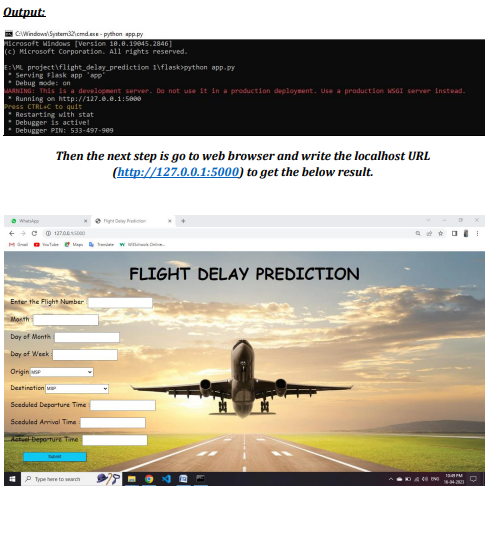 Output:
C:\Windows\System32\cmd.exe - python app.py
Microsoft Windows [Version 10.0.19045.2846]
(c) Microsoft Corporation. All rights reserved.
E:\ML project\flight_delay_prediction 1\flask>python app.py
* Serving Flask app 'app'
* Debug mode: on
WARNING: This is a development server. Do not use it in a production deployment. Use a production WSGI server instead.
* Running on http://127.0.0.1:5000
Press CTRL+C to quit
* Restarting with stat
* Debugger is active!
* Debugger PIN: 533-497-909
Then the next step is go to web browser and write the localhost URL
(http://127.0.0.1:5000) to get the below result.
WhatsApp
Flight Delay Prediction
127.0.0.1:5000
Gmail YouTube Maps Translate W3Schools Online...
FLIGHT DELAY PREDICTION
Enter the Flight Number :
Month :
Day of Month :
Day of Week :
Origin MSP
Destination MSP
Sceduled Departure Time :
Sceduled Arrival Time :
Actual Departure Time :
Submit
Type here to search
ENG
10:49 PM
16-04-2023